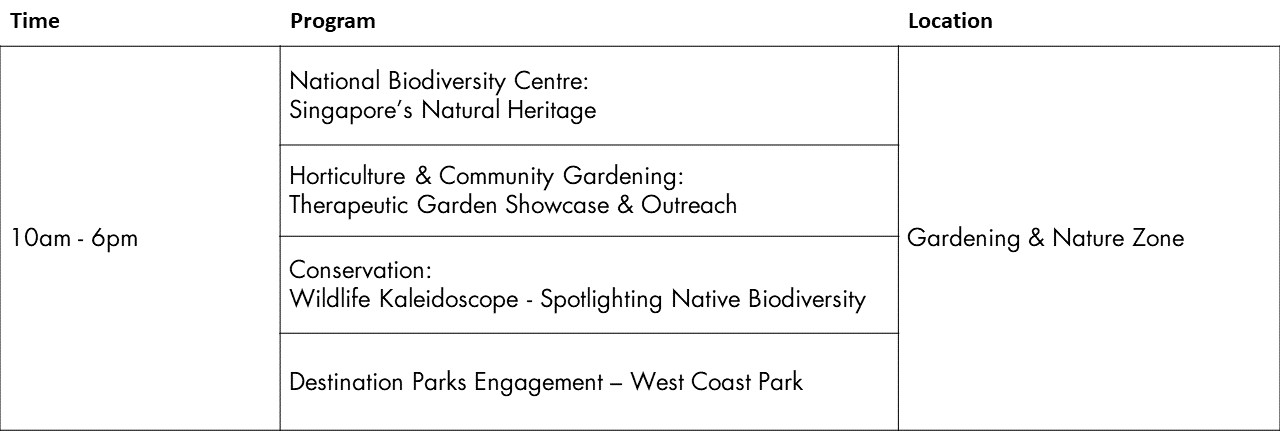 Time Program Location
National Biodiversity Centre:
Singapore’s Natural Heritage
Horticulture & Community Gardening:
Therapeutic Garden Showcase & Outreach
10am - 6pm
Gardening & Nature Zone
Conservation:
Wildlife Kaleidoscope - Spotlighting Native Biodiversity
Destination Parks Engagement – West Coast Park